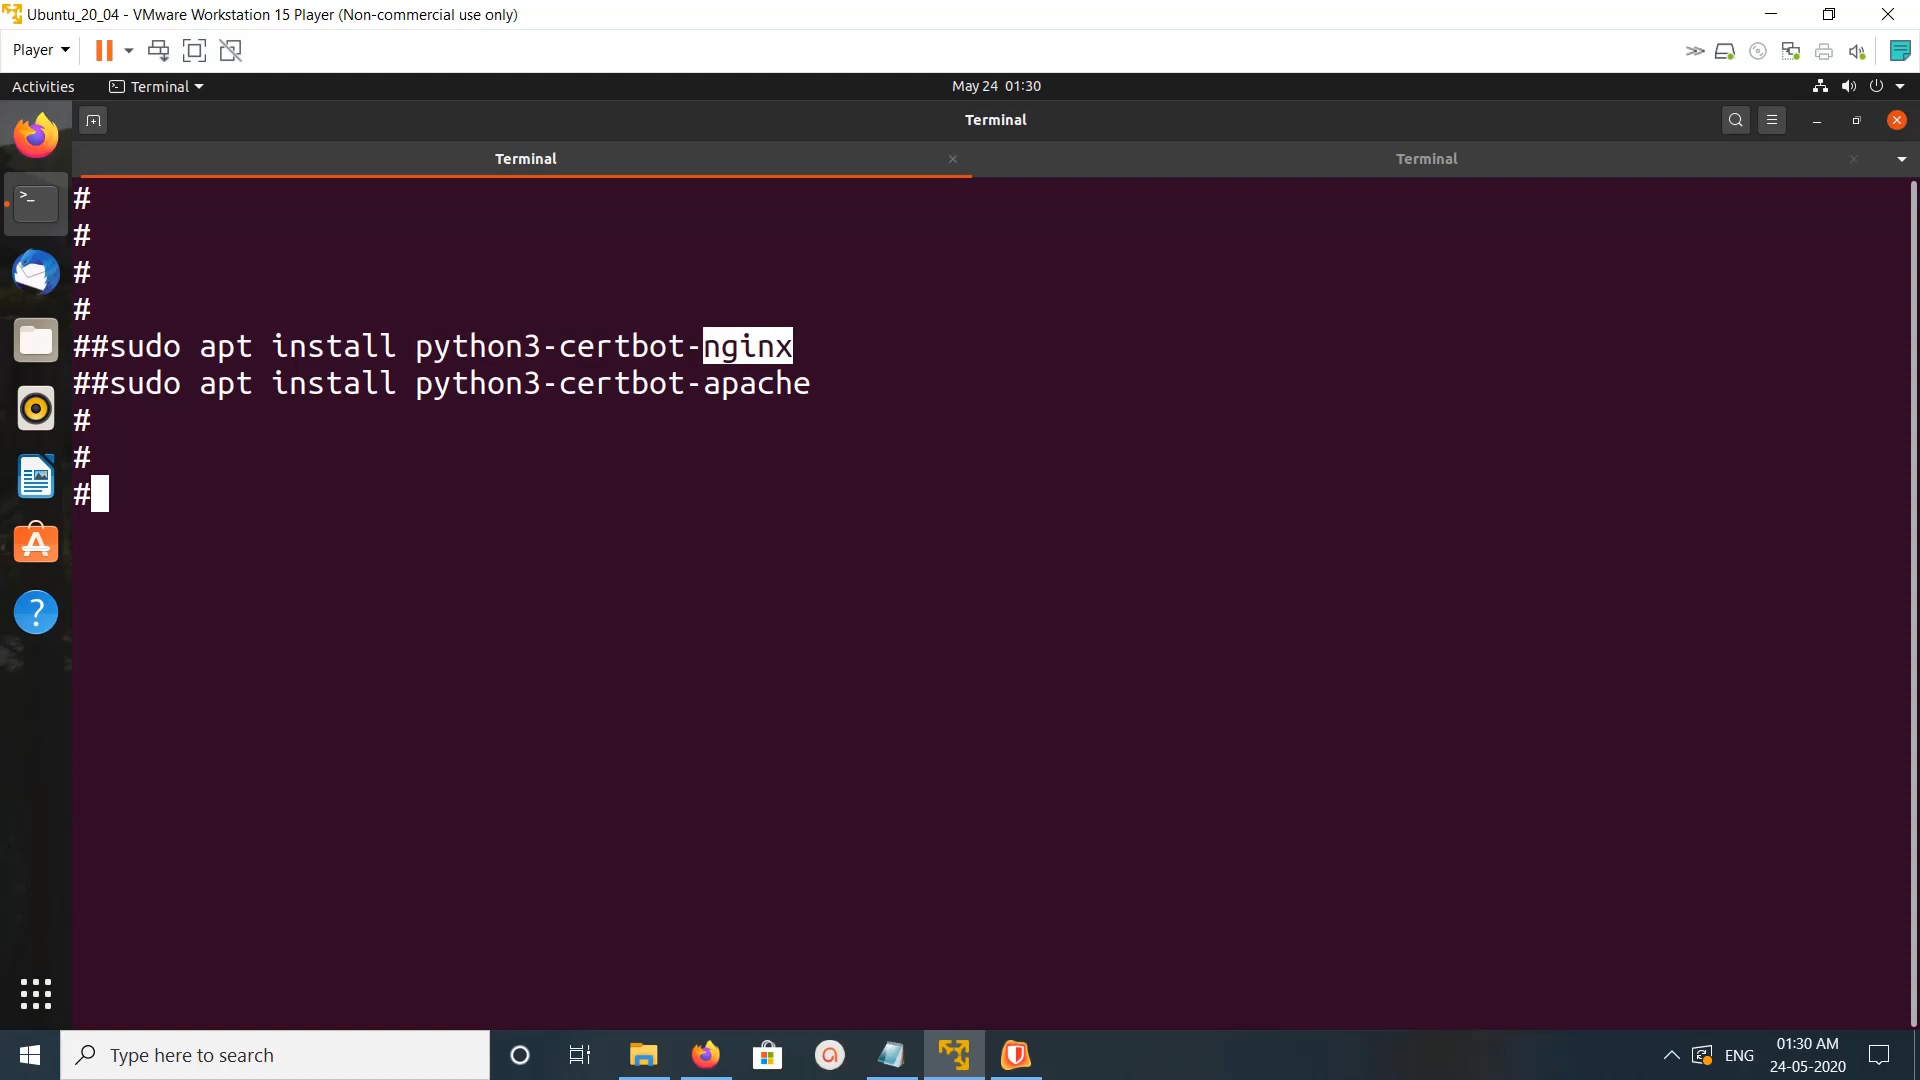 Ubuntu_20_04 - VMware Workstation 15 Player (Non-commercial use only)
Player
Activities
Terminal
May 24 01:30
Terminal
Terminal
Terminal
#
#
#
#
##sudo apt install python3-certbot-nginx
##sudo apt install python3-certbot-apache
#
#
#
Type here to search
ENG
01:30 AM
24-05-2020